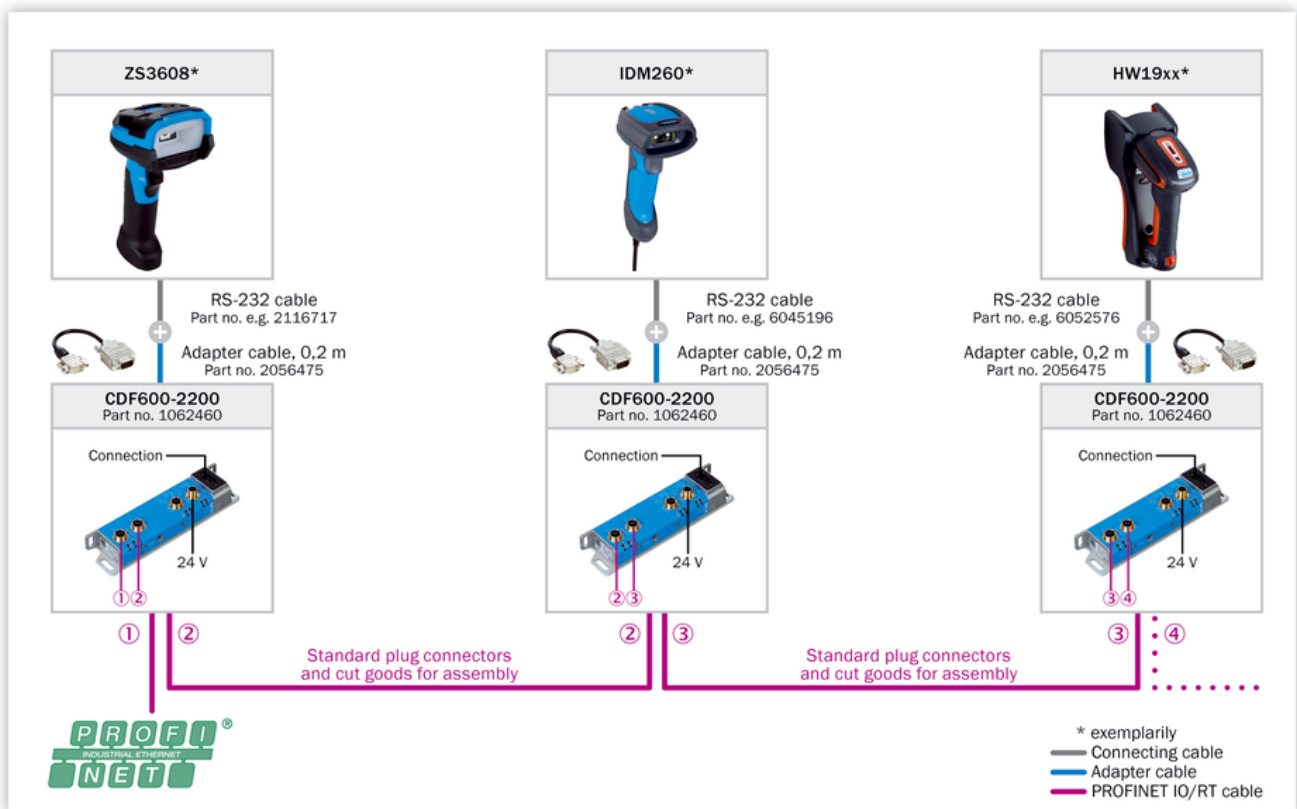 ZS3608*
IDM260*
HW19xx*
RS-232 cable
Part no. e.g. 2116717
Adapter cable, 0,2 m
Part no. 2056475
RS-232 cable
Part no. e.g. 6045196
Adapter cable, 0,2 m
Part no. 2056475
RS-232 cable
Part no. e.g. 6052576
Adapter cable, 0,2 m
Part no. 2056475
CDF600-2200
Part no. 1062460
Connection
24 V
①②
CDF600-2200
Part no. 1062460
Connection
24 V
②③
CDF600-2200
Part no. 1062460
Connection
24 V
③④
① ②
② ③
③ ④
Standard plug connectors
and cut goods for assembly
Standard plug connectors
and cut goods for assembly
PROFI®
INDUSTRIAL ETHERNET
NET
* exemplarily
Connecting cable
Adapter cable
PROFINET IO/RT cable